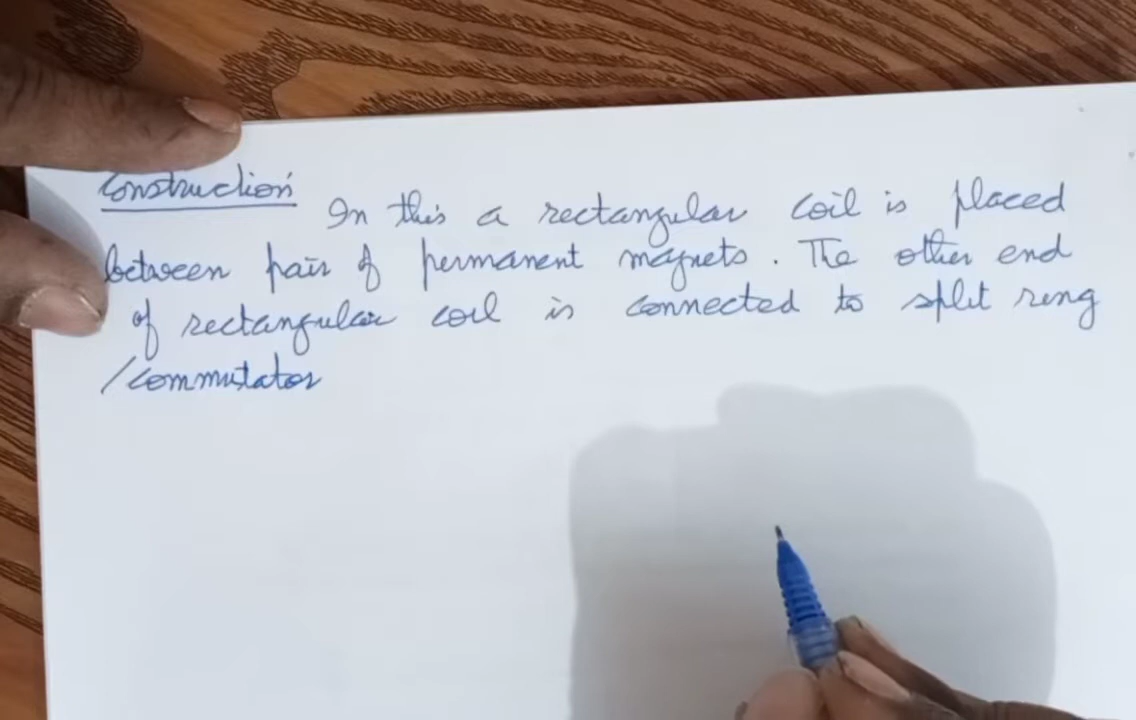 Construction
In this a rectangular coil is placed
between pair of permanent magnets. The other end
of rectangular coil is connected to split ring
/commutator